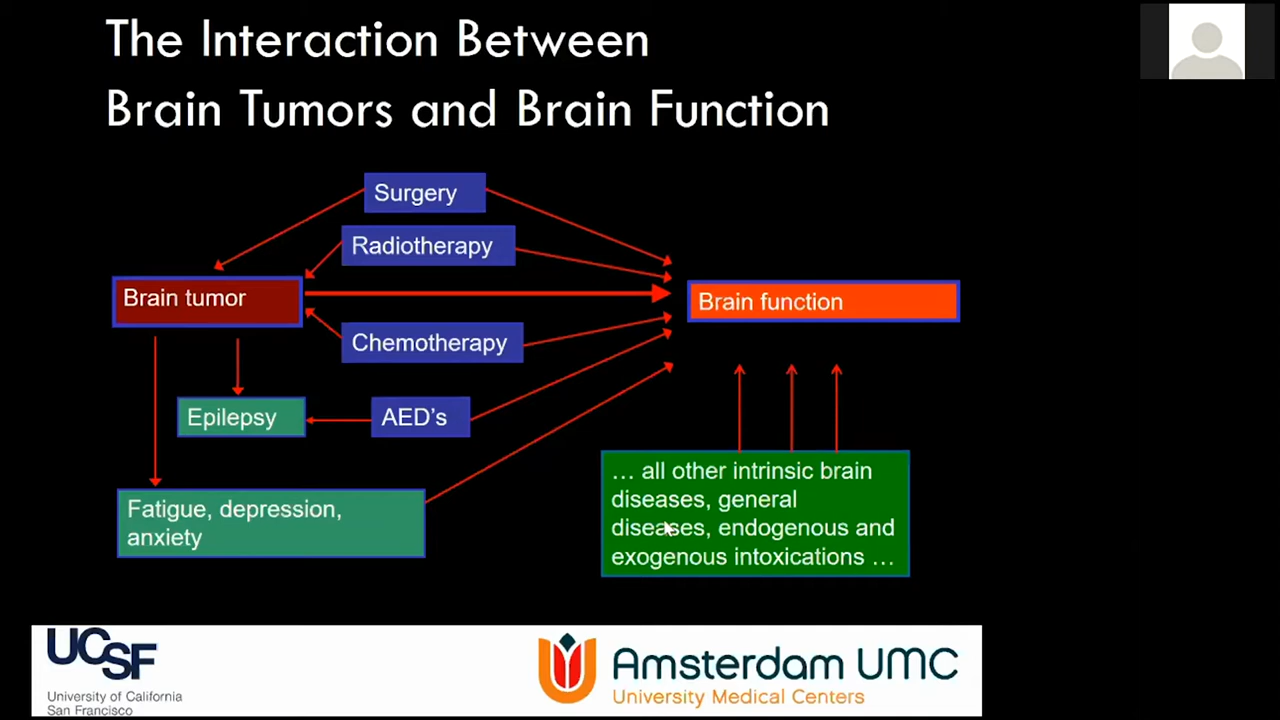 The Interaction Between
Brain Tumors and Brain Function
Surgery
Radiotherapy
Brain tumor
Brain function
Chemotherapy
Epilepsy
AED's
Fatigue, depression,
anxiety
... all other intrinsic brain
diseases, general
diseases, endogenous and
exogenous intoxications ...
UCSF
University of California
San Francisco
Amsterdam UMC
University Medical Centers